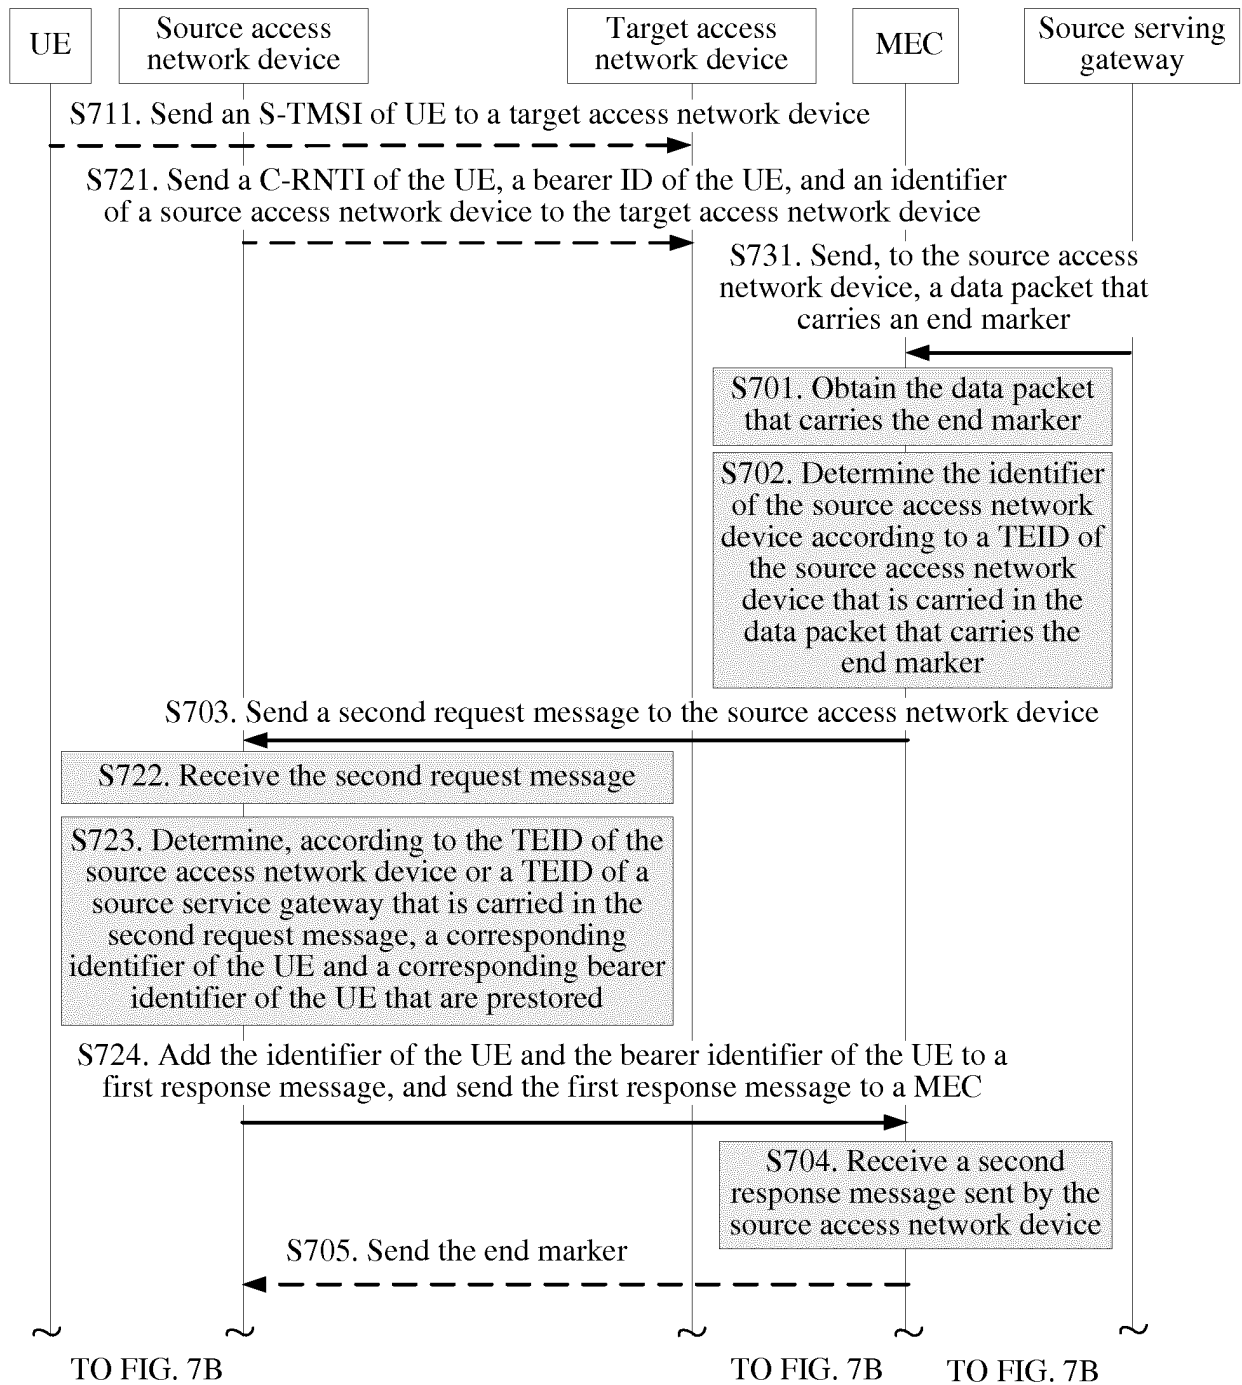 UE
Source access
network device
Target access
network device
MEC
Source serving
gateway
S711. Send an S-TMSI of UE to a target access network device
S721. Send a C-RNTI of the UE, a bearer ID of the UE, and an identifier
of a source access network device to the target access network device
S731. Send, to the source access
network device, a data packet that
carries an end marker
S701. Obtain the data packet
that carries the end marker
S702. Determine the identifier
of the source access network
device according to a TEID of
the source access network
device that is carried in the
data packet that carries the
end marker
S703. Send a second request message to the source access network device
S722. Receive the second request message
S723. Determine, according to the TEID of the
source access network device or a TEID of a
source service gateway that is carried in the
second request message, a corresponding
identifier of the UE and a corresponding bearer
identifier of the UE that are prestored
S724. Add the identifier of the UE and the bearer identifier of the UE to a
first response message, and send the first response message to a MEC
S704. Receive a second
response message sent by the
source access network device
S705. Send the end marker
TO FIG. 7B
TO FIG. 7B
TO FIG. 7B